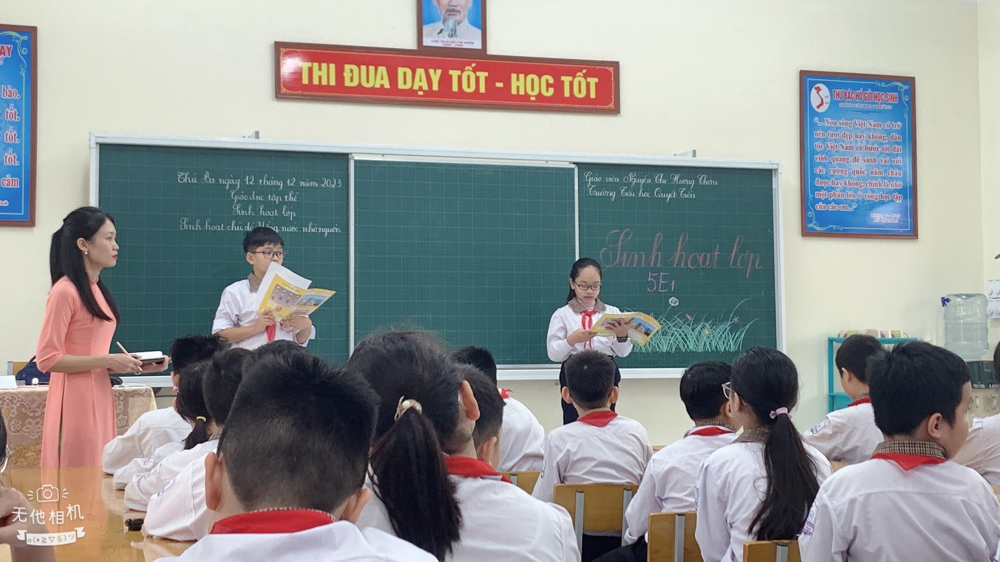 CHỦ TỊCH HỒ CHÍ MINH
THI ĐUA DẠY TỐT - HỌC TỐT
ẠY
bào.
tốt.
tốt.
tốt.
cảm
Thứ Ba ngày 12 tháng 12 năm 2023
Giáo dục tập thể
Sinh hoạt lớp
Sinh hoạt chủ đề Uống nước nhớ nguồn
Giáo viên Nguyễn Thị Hương Thơm
Trường Tiểu học Quyết Tiến
Sinh hoạt lớp
5E1
THƯ BÁC HỒ GỬI HỌC SINH
"... Non sông Việt Nam có trở
nên tươi đẹp hay không, dân
tộc Việt Nam có bước tới đài
vinh quang để sánh vai với
các cường quốc năm châu
được hay không, chính là nhờ
một phần lớn ở công học tập
của các em..."
无他相机
o(*≧▽≦)ツ